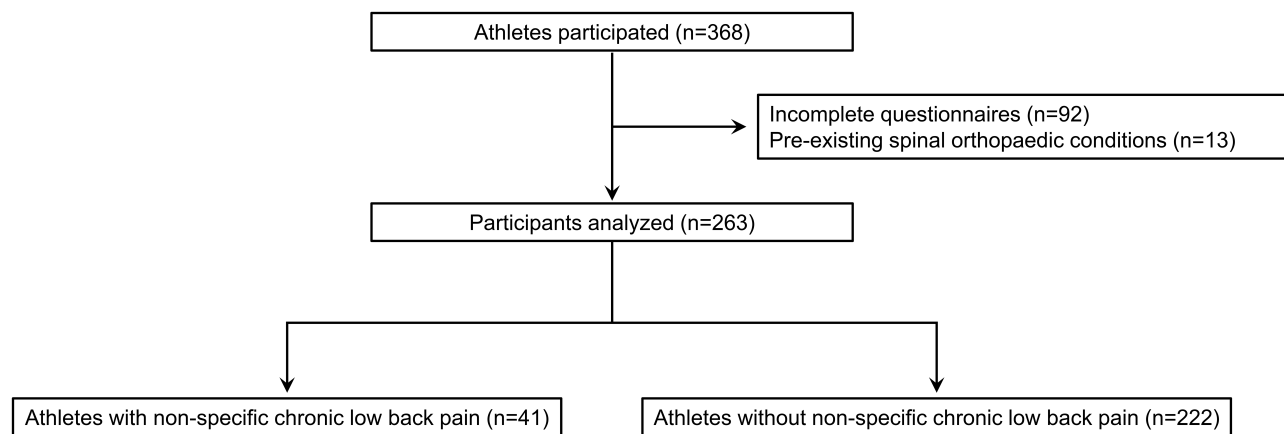 Athletes participated (n=368)
Incomplete questionnaires (n=92)
Pre-existing spinal orthopaedic conditions (n=13)
Participants analyzed (n=263)
Athletes with non-specific chronic low back pain (n=41)
Athletes without non-specific chronic low back pain (n=222)